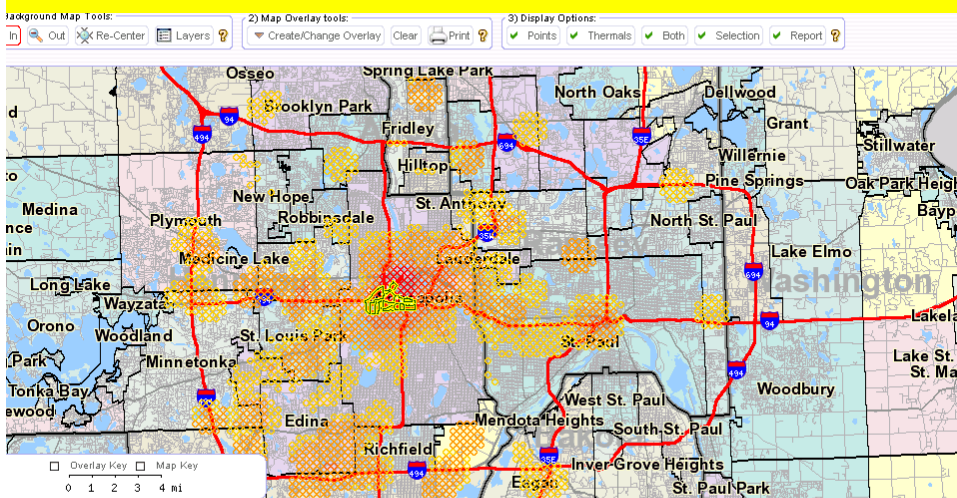 Background Map Tools:
2) Map Overlay tools:
3) Display Options:
In
Out
Re-Center
Layers
?
Create/Change Overlay
Clear
Print
?
Points
Thermals
Both
Selection
Report
?
Osseo
Spring Lake Park
North Oaks
Dellwood
Brooklyn Park
Grant
94
Fridley
494
694
35E
Stillwater
Hilltop
Willernie
Pine Springs
Oak Park Heigh
New Hope
Medina
St. Anthony
Bayp
Plymouth
Robbinsdale
North St. Paul
35E
Medicine Lake
Lauderdale
Lake Elmo
694
Washington
Long Lake
Wayzata
Lakela
Orono
94
Woodland
St. Louis Park
St. Paul
Minnetonka
Lake St.
Park
St. Ma
494
Tonka Bay
Woodbury
ewood
West St. Paul
Edina
Mendota Heights
South St. Paul
Richfield
Dakota
35E
Inver Grove Heights
494
Eagan
St. Paul Park
Overlay Key
Map Key
0 1 2 3 4 mi